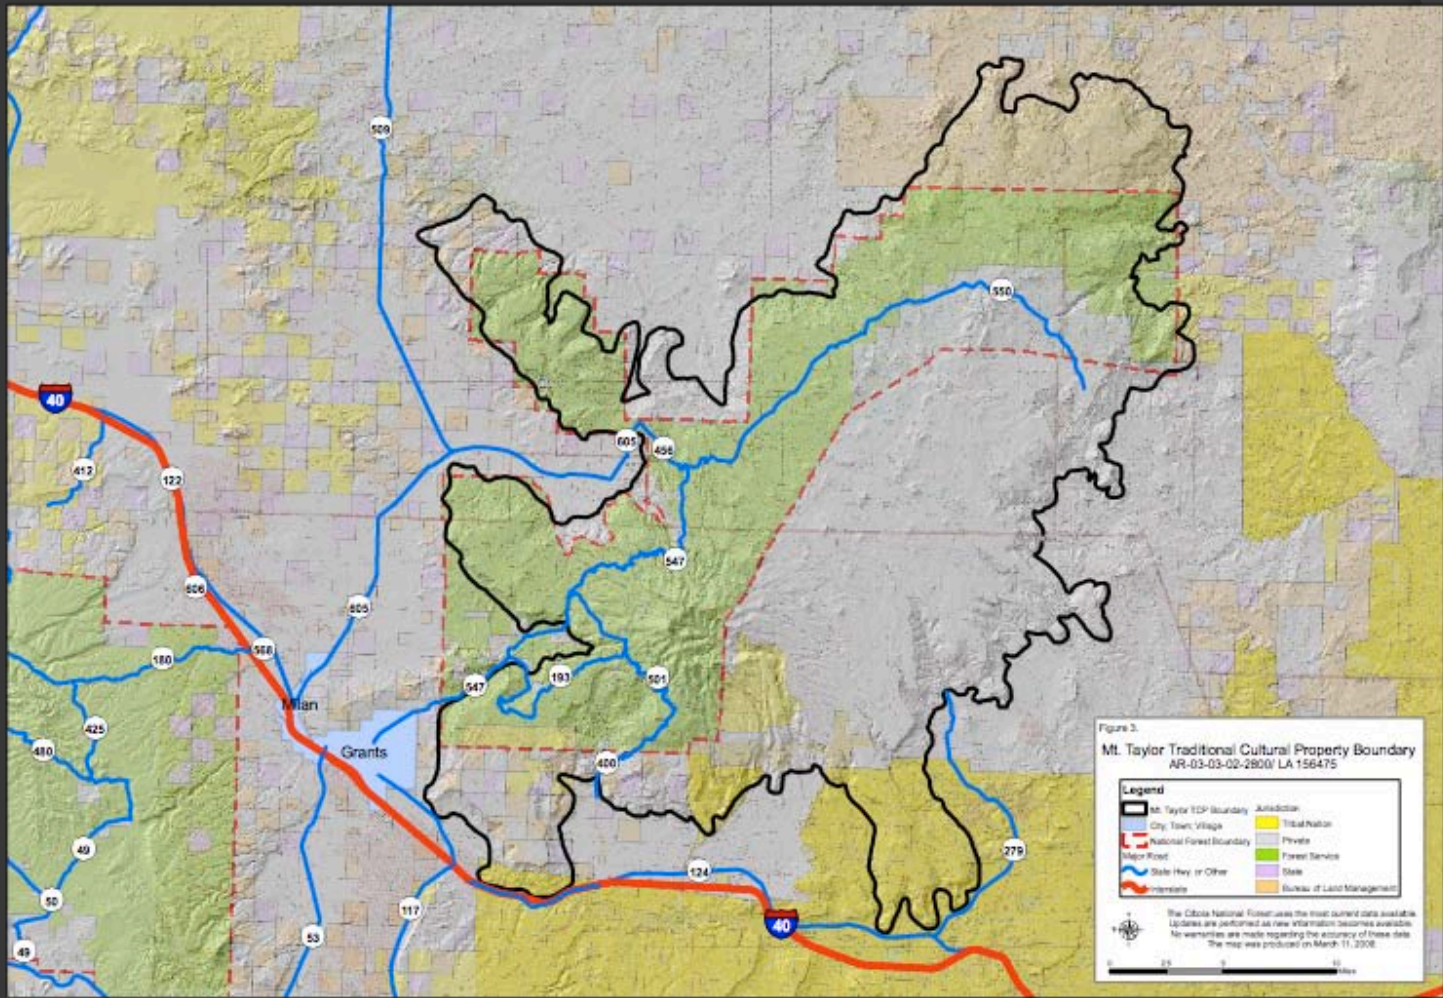 509
550
605
456
40
412
122
547
606
605
568
180
193
501
547
Milan
425
480
Grants
400
49
279
124
50
117
40
53
49
Figure 3.
Mt. Taylor Traditional Cultural Property Boundary
AR-03-03-02-2800/ LA 156475
Legend
Mt. Taylor TCP Boundary
City, Town, Village
National Forest Boundary
Major Road
State Hwy. or Other
Interstate
Jurisdiction
Tribal Nation
Private
Forest Service
State
Bureau of Land Management
The Cibola National Forest uses the most current data available.
Updates are performed as new information becomes available.
No warranties are made regarding the accuracy of these data.
The map was produced on March 11, 2008.
0 2.5 5 10
Miles